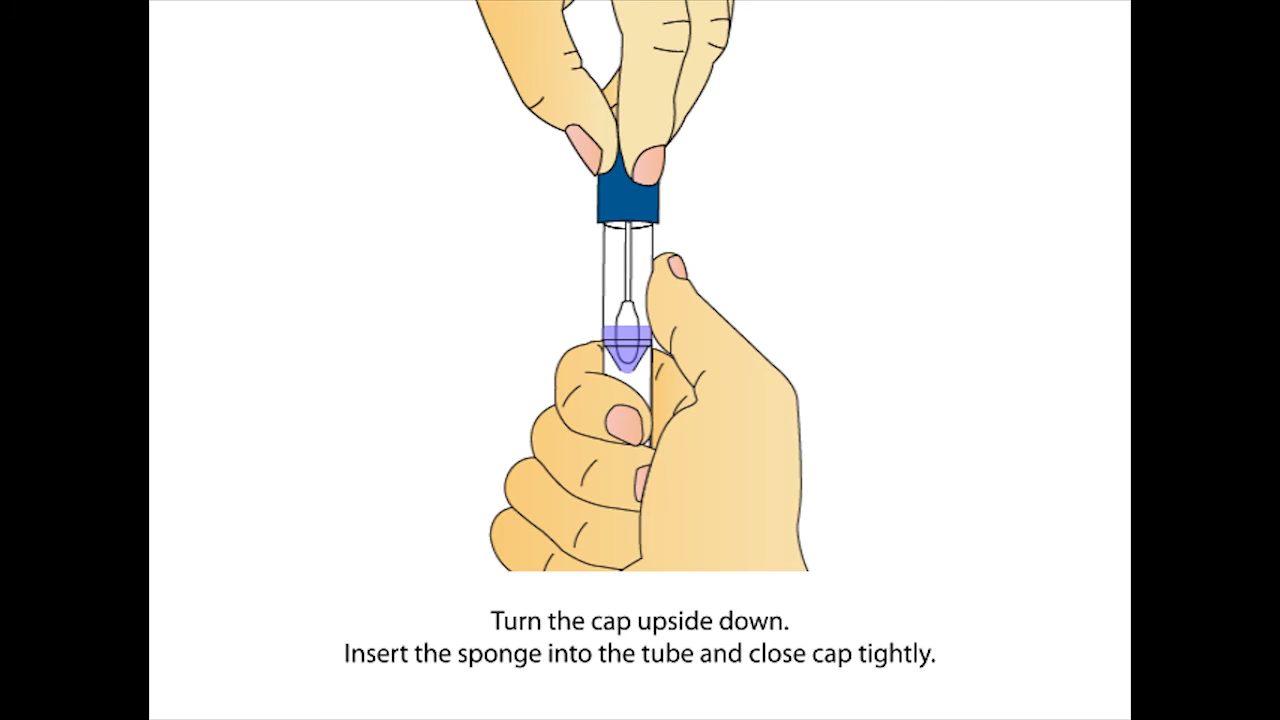 Turn the cap upside down.
Insert the sponge into the tube and close cap tightly.